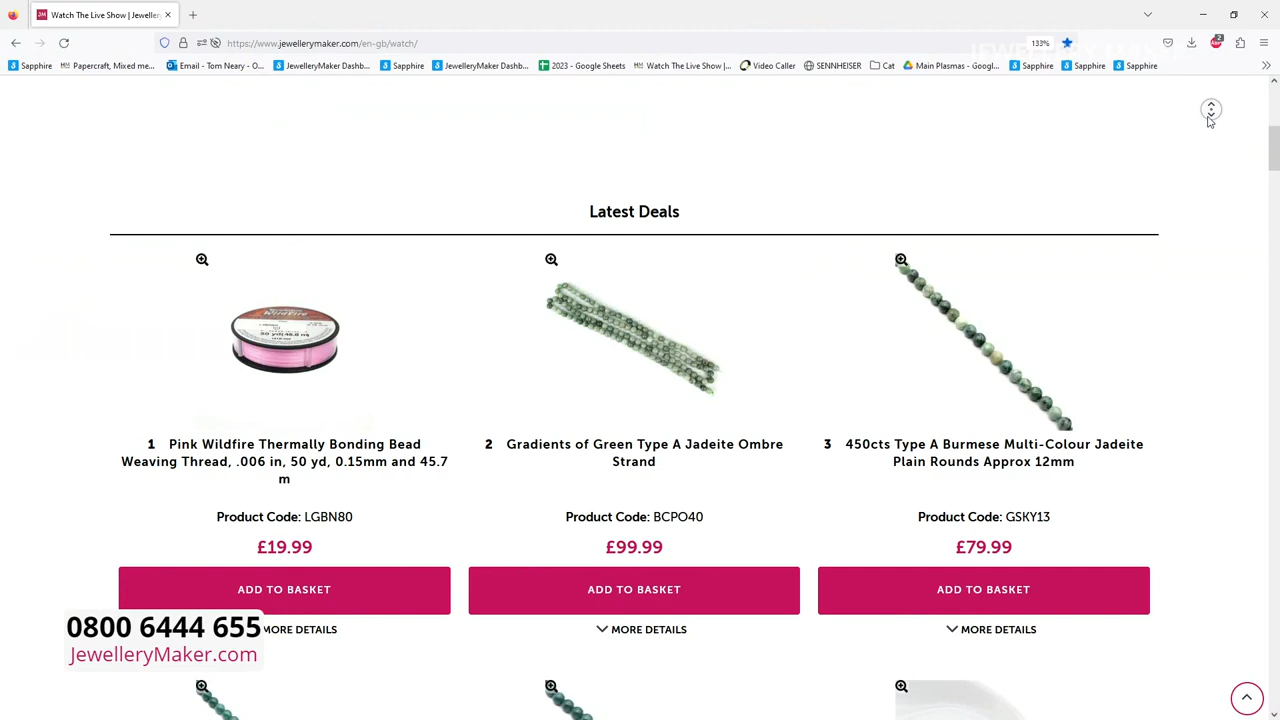 Watch The Live Show | Jewellery
https://www.jewellerymaker.com/en-gb/watch/
133%
2
Sapphire
Papercraft, Mixed me...
Email - Tom Neary - O...
JewelleryMaker Dashb...
Sapphire
JewelleryMaker Dashb...
2023 - Google Sheets
Watch The Live Show |...
Video Caller
SENNHEISER
Cat
Main Plasmas - Googl...
Sapphire
Sapphire
Sapphire
Latest Deals
1 Pink Wildfire Thermally Bonding Bead
Weaving Thread, .006 in, 50 yd, 0.15mm and 45.7
m
Product Code: LGBN80
£19.99
ADD TO BASKET
MORE DETAILS
2 Gradients of Green Type A Jadeite Ombre
Strand
Product Code: BCPO40
£99.99
ADD TO BASKET
MORE DETAILS
3 450cts Type A Burmese Multi-Colour Jadeite
Plain Rounds Approx 12mm
Product Code: GSKY13
£79.99
ADD TO BASKET
MORE DETAILS
0800 6444 655
JewelleryMaker.com